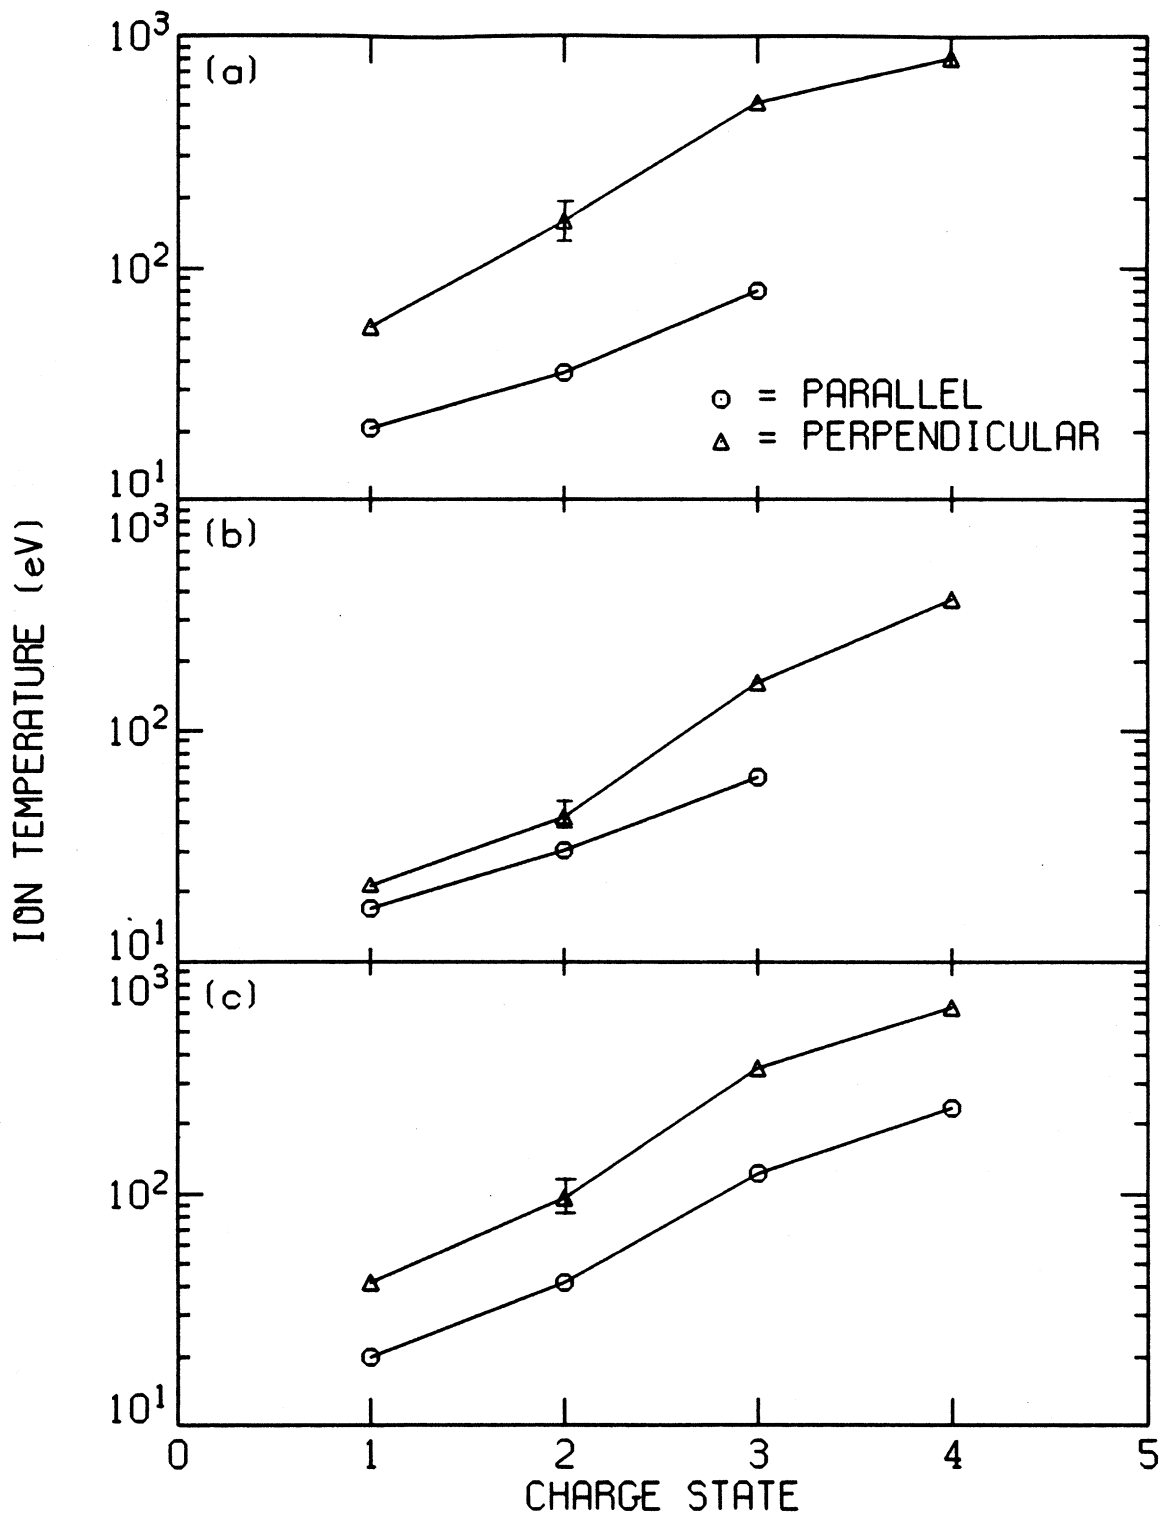 ION TEMPERATURE (eV)
10³
(a)
10²
○ = PARALLEL
△ = PERPENDICULAR
10¹
10³
(b)
10²
10¹
10³
(c)
10²
10¹
0 1 2 3 4 5
CHARGE STATE